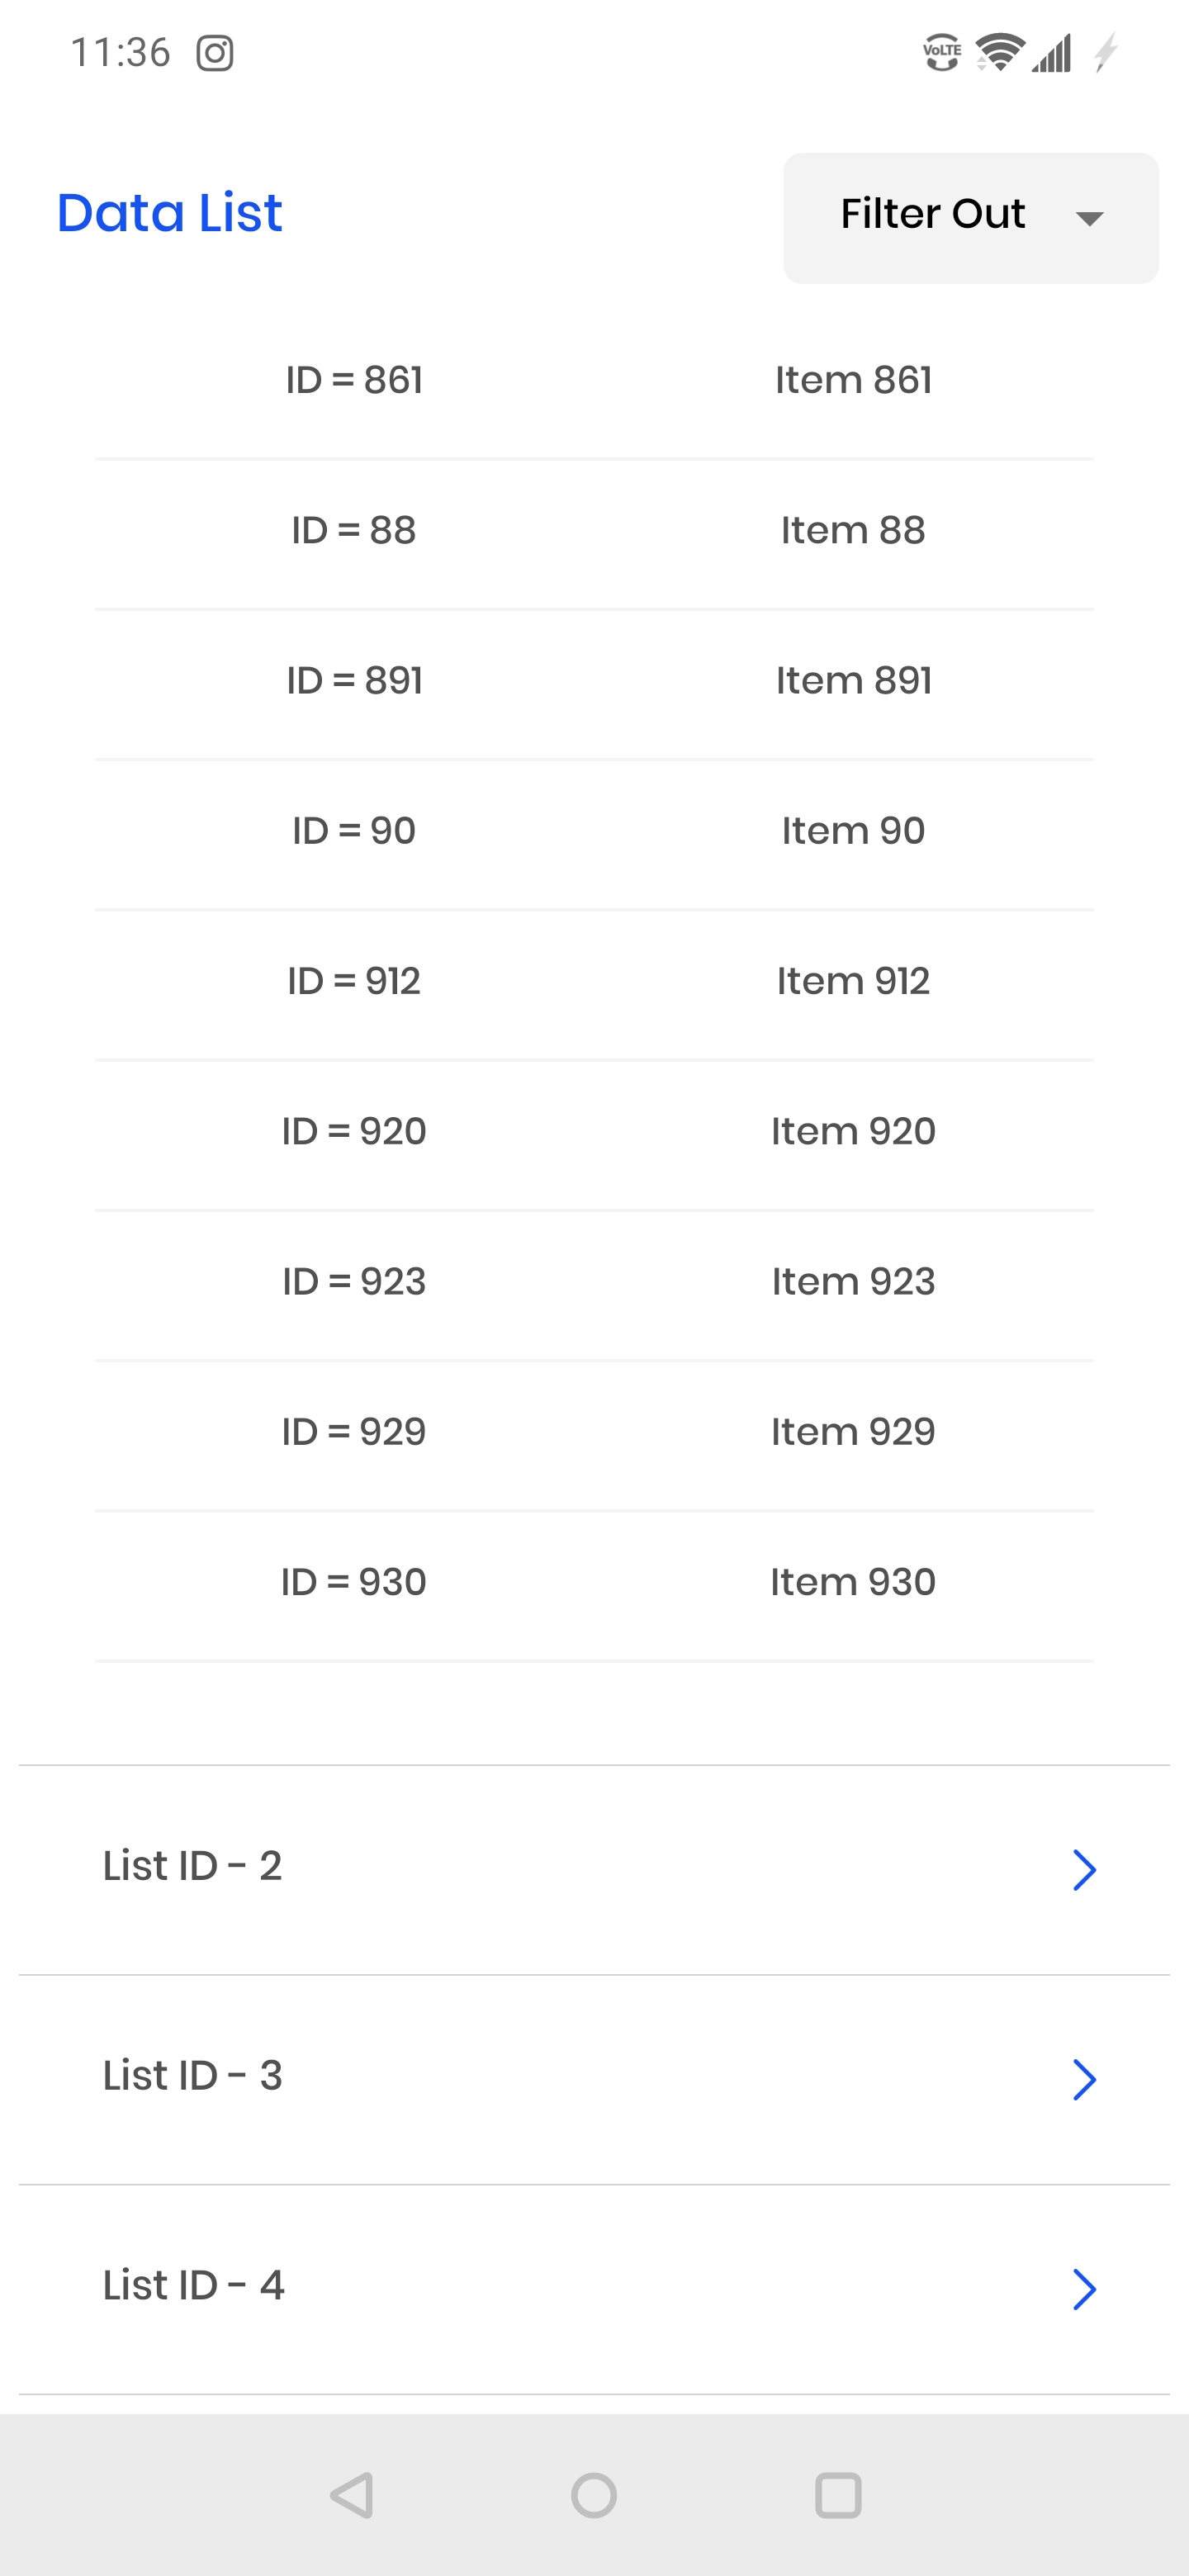 11:36 VoLTE
Data List Filter Out
ID = 861 Item 861
ID = 88 Item 88
ID = 891 Item 891
ID = 90 Item 90
ID = 912 Item 912
ID = 920 Item 920
ID = 923 Item 923
ID = 929 Item 929
ID = 930 Item 930
List ID - 2
List ID - 3
List ID - 4